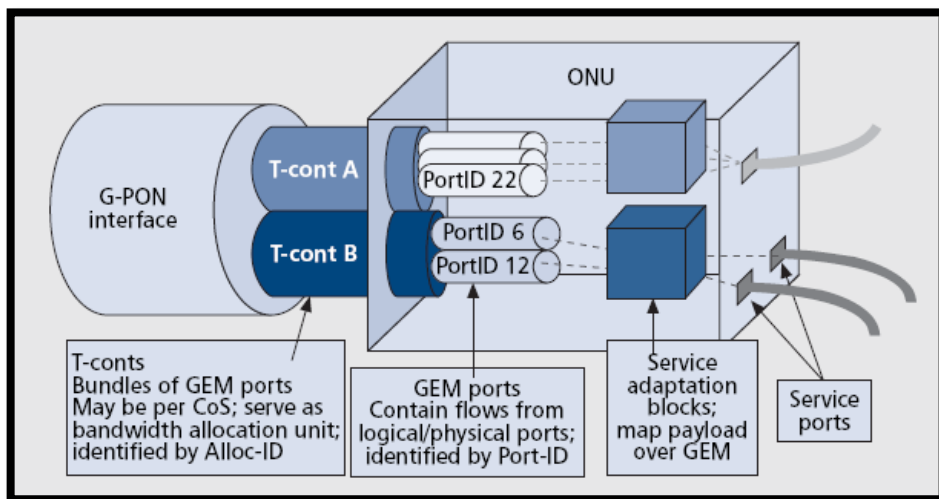 ONU
G-PON
interface
T-cont A
PortID 22
T-cont B
PortID 6
PortID 12
T-conts
Bundles of GEM ports
May be per CoS; serve as
bandwidth allocation unit;
identified by Alloc-ID
GEM ports
Contain flows from
logical/physical ports;
identified by Port-ID
Service
adaptation
blocks;
map payload
over GEM
Service
ports